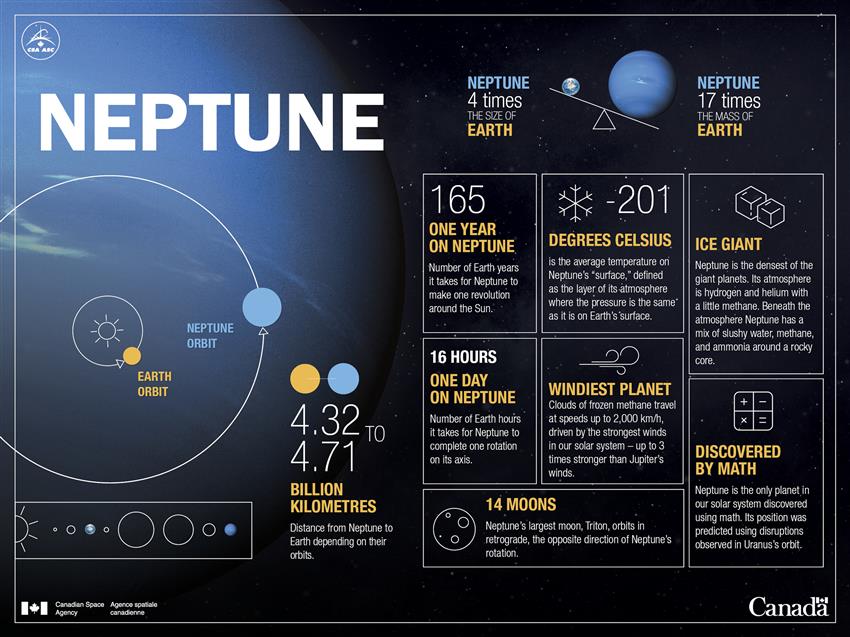 CSA ASC
NEPTUNE
NEPTUNE
4 times
THE SIZE OF
EARTH
NEPTUNE
17 times
THE MASS OF
EARTH
NEPTUNE
ORBIT
EARTH
ORBIT
4.32 TO
4.71
BILLION
KILOMETRES
Distance from Neptune to
Earth depending on their
orbits.
165
ONE YEAR
ON NEPTUNE
Number of Earth years
it takes for Neptune to
make one revolution
around the Sun.
-201
DEGREES CELSIUS
is the average temperature on
Neptune's "surface," defined
as the layer of its atmosphere
where the pressure is the same
as it is on Earth's surface.
ICE GIANT
Neptune is the densest of the
giant planets. Its atmosphere
is hydrogen and helium with
a little methane. Beneath the
atmosphere Neptune has a
mix of slushy water, methane,
and ammonia around a rocky
core.
16 HOURS
ONE DAY
ON NEPTUNE
Number of Earth hours
it takes for Neptune to
complete one rotation
on its axis.
WINDIEST PLANET
Clouds of frozen methane travel
at speeds up to 2,000 km/h,
driven by the strongest winds
in our solar system – up to 3
times stronger than Jupiter's
winds.
+ −
× =
DISCOVERED
BY MATH
Neptune is the only planet in
our solar system discovered
using math. Its position was
predicted using disruptions
observed in Uranus's orbit.
14 MOONS
Neptune's largest moon, Triton, orbits in
retrograde, the opposite direction of Neptune's
rotation.
Canadian Space
Agency
Agence spatiale
canadienne
Canada